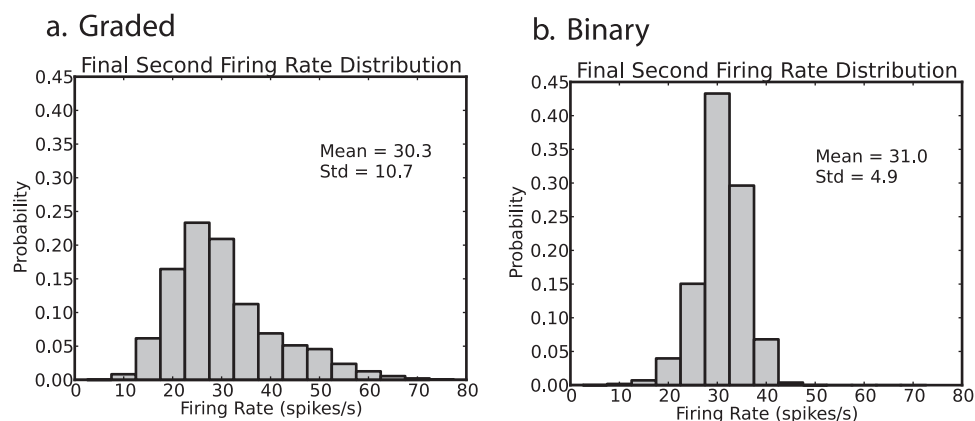 a. Graded
Final Second Firing Rate Distribution
0.45
0.40
0.35
0.30
0.25
0.20
0.15
0.10
0.05
0.00
Probability
Mean = 30.3
Std = 10.7
0 10 20 30 40 50 60 70 80
Firing Rate (spikes/s)
b. Binary
Final Second Firing Rate Distribution
0.45
0.40
0.35
0.30
0.25
0.20
0.15
0.10
0.05
0.00
Probability
Mean = 31.0
Std = 4.9
0 10 20 30 40 50 60 70 80
Firing Rate (spikes/s)